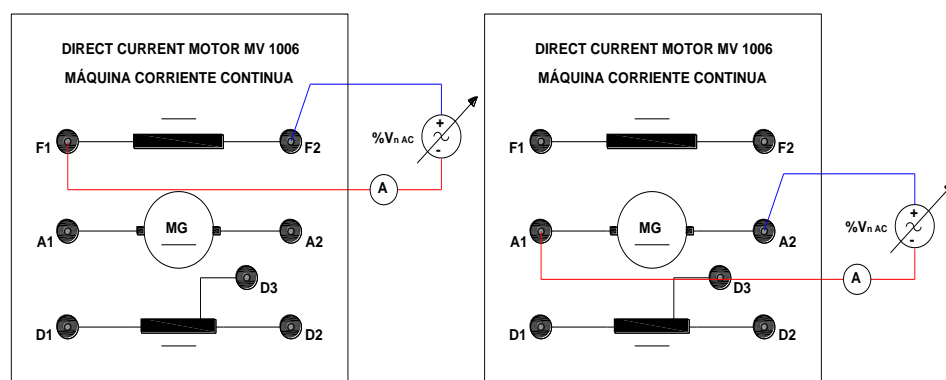 DIRECT CURRENT MOTOR MV 1006
MÁQUINA CORRIENTE CONTINUA
F1
F2
%Vn AC
+
-
A
A1
MG
A2
D3
D1
D2
DIRECT CURRENT MOTOR MV 1006
MÁQUINA CORRIENTE CONTINUA
F1
F2
A1
MG
A2
%Vn AC
+
-
D3
A
D1
D2